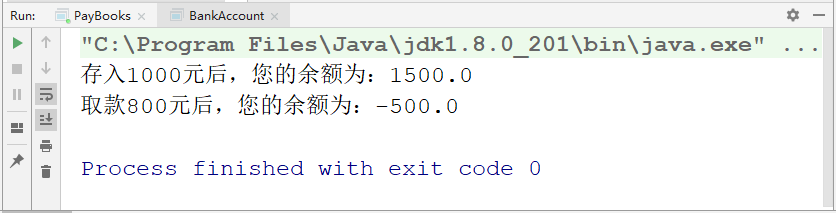 Run: PayBooks × BankAccount ×
"C:\Program Files\Java\jdk1.8.0_201\bin\java.exe" ...
存入1000元后，您的余额为：1500.0
取款800元后，您的余额为：-500.0
Process finished with exit code 0